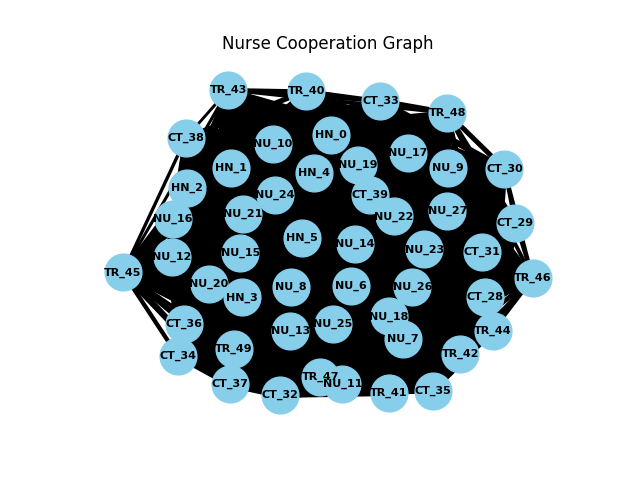 Nurse Cooperation Graph
TR_43
TR_40
CT_33
TR_48
CT_38
NU_10
HN_0
NU_17
HN_1
HN_4
NU_19
NU_9
CT_30
HN_2
NU_24
CT_39
NU_16
NU_21
NU_22
NU_27
CT_29
NU_12
NU_15
HN_5
NU_14
NU_23
CT_31
TR_45
NU_20
HN_3
NU_8
NU_6
NU_26
CT_28
TR_46
CT_36
NU_13
NU_25
NU_18
NU_7
TR_44
CT_34
TR_49
TR_42
CT_37
CT_32
TR_47
NU_11
TR_41
CT_35